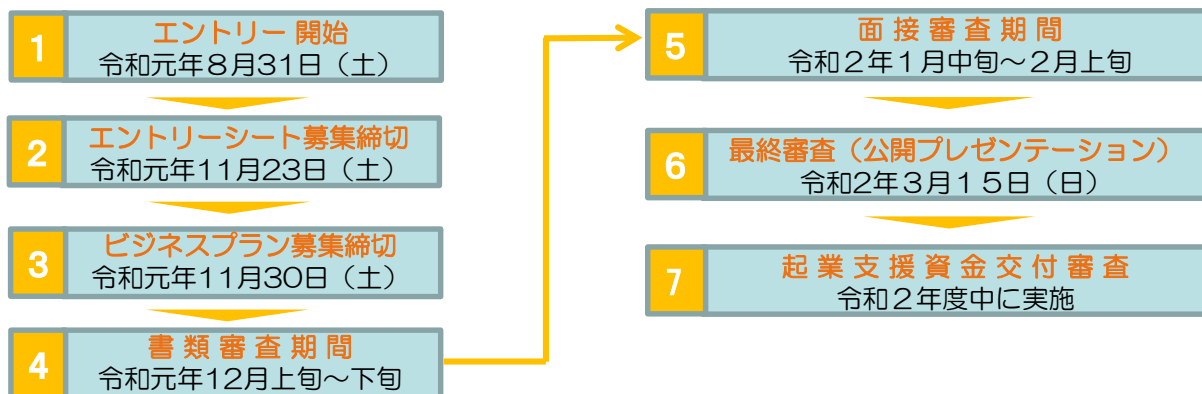 1
エントリー 開始
令和元年8月31日（土）
2
エントリーシート募集締切
令和元年11月23日（土）
3
ビジネスプラン募集締切
令和元年11月30日（土）
4
書 類 審 査 期 間
令和元年12月上旬～下旬
5
面 接 審 査 期 間
令和２年１月中旬～２月上旬
6
最終審査（公開プレゼンテーション）
令和2年３月１５日（日）
7
起 業 支 援 資 金 交 付 審 査
令和２年度中に実施